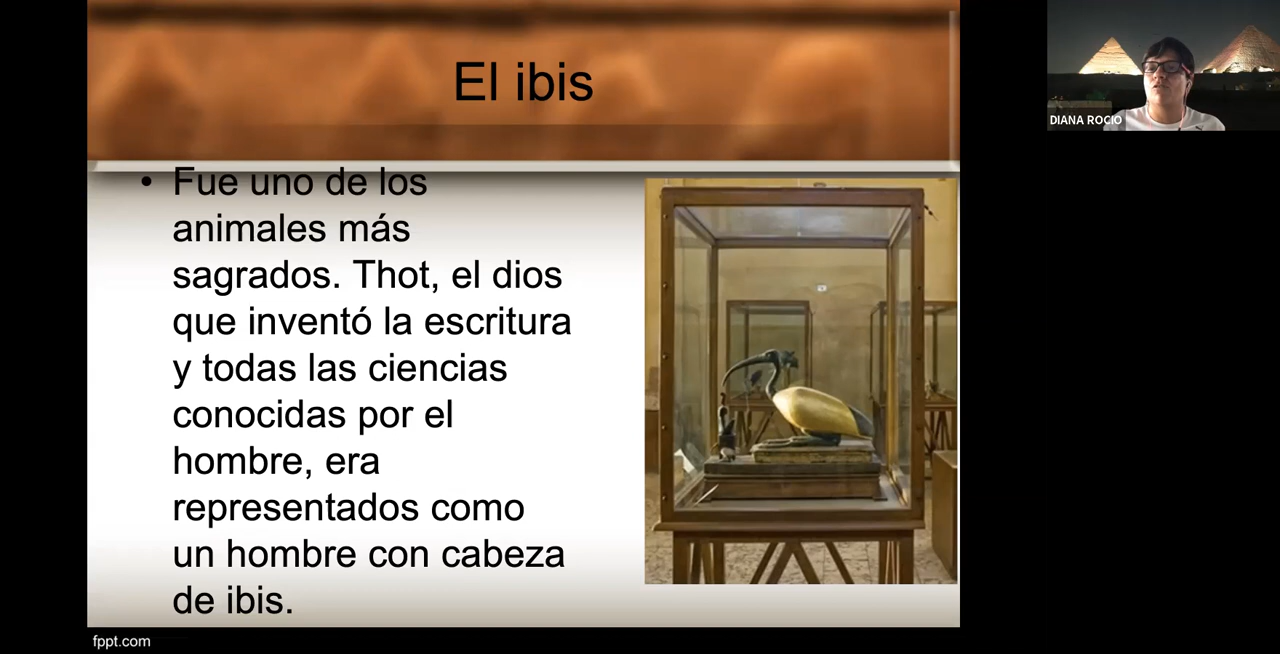 El ibis
• Fue uno de los
animales más
sagrados. Thot, el dios
que inventó la escritura
y todas las ciencias
conocidas por el
hombre, era
representados como
un hombre con cabeza
de ibis.
fppt.com
DIANA ROCIO